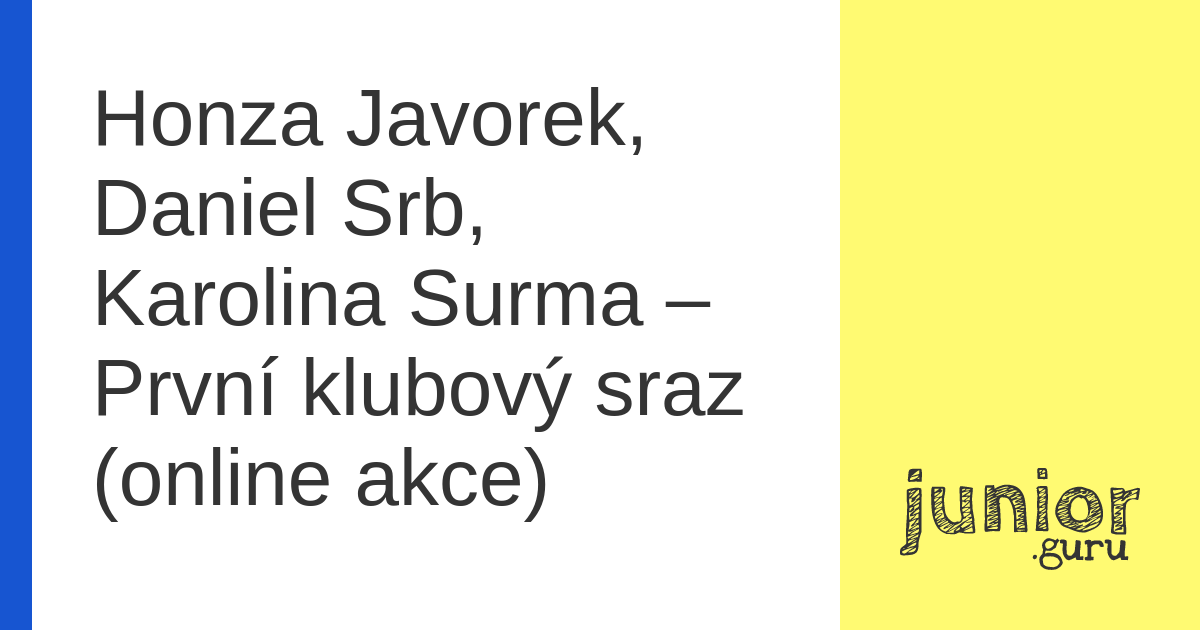 Honza Javorek,
Daniel Srb,
Karolina Surma –
První klubový sraz
(online akce)
junior
.guru